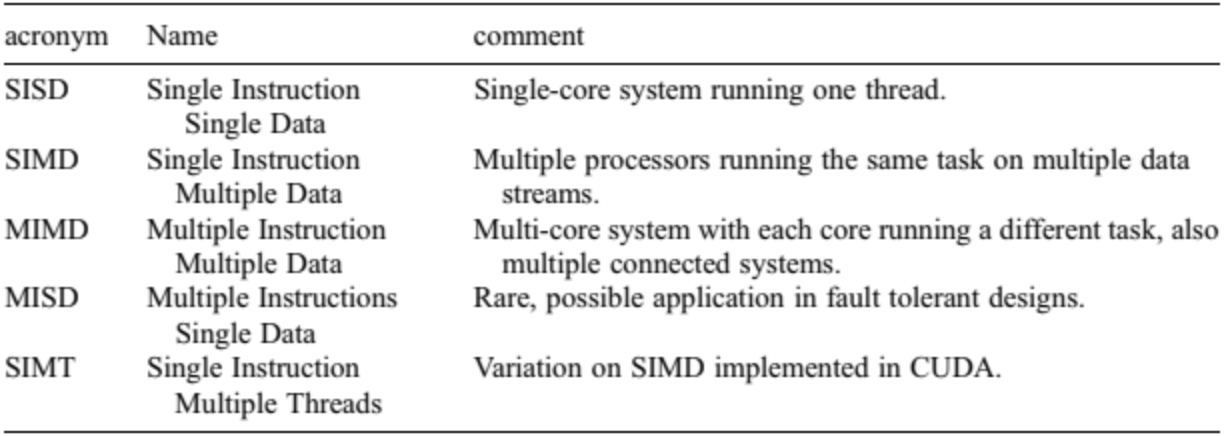 acronym Name comment
SISD Single Instruction Single-core system running one thread.
Single Data
SIMD Single Instruction Multiple processors running the same task on multiple data
Multiple Data streams.
MIMD Multiple Instruction Multi-core system with each core running a different task, also
Multiple Data multiple connected systems.
MISD Multiple Instructions Rare, possible application in fault tolerant designs.
Single Data
SIMT Single Instruction Variation on SIMD implemented in CUDA.
Multiple Threads